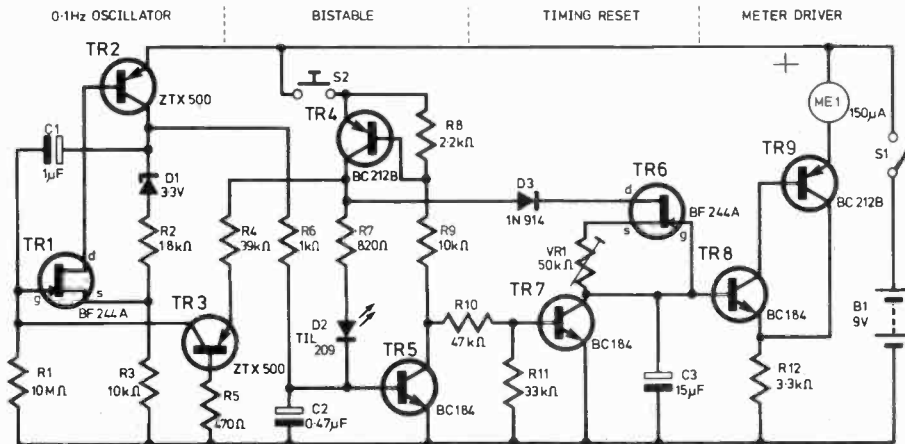 0·1Hz OSCILLATOR
BISTABLE
TIMING RESET
METER DRIVER
TR2
ZTX 500
C1
1µF
D1
3·3V
R2
1·8kΩ
TR1
d
g
s
BF 244A
R1
10MΩ
R3
10kΩ
TR3
ZTX 500
R4
39kΩ
R5
470Ω
R6
1kΩ
S2
TR4
BC 212B
R8
2·2kΩ
R7
820Ω
R9
10kΩ
D2
TIL
209
C2
0·47µF
TR5
BC184
R10
47kΩ
R11
33kΩ
D3
1N 914
TR6
d
s
g
BF 244A
VR1
50kΩ
TR7
BC184
C3
15µF
TR8
BC184
R12
3·3kΩ
+
ME1
150µA
TR9
BC 212B
S1
B1
9V